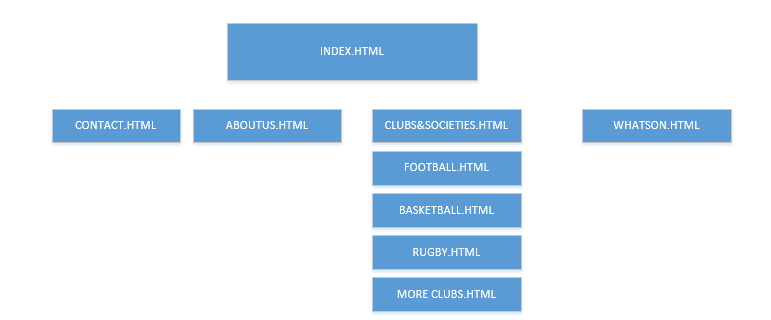 INDEX.HTML
CONTACT.HTML
ABOUTUS.HTML
CLUBS&SOCIETIES.HTML
WHATSON.HTML
FOOTBALL.HTML
BASKETBALL.HTML
RUGBY.HTML
MORE CLUBS.HTML